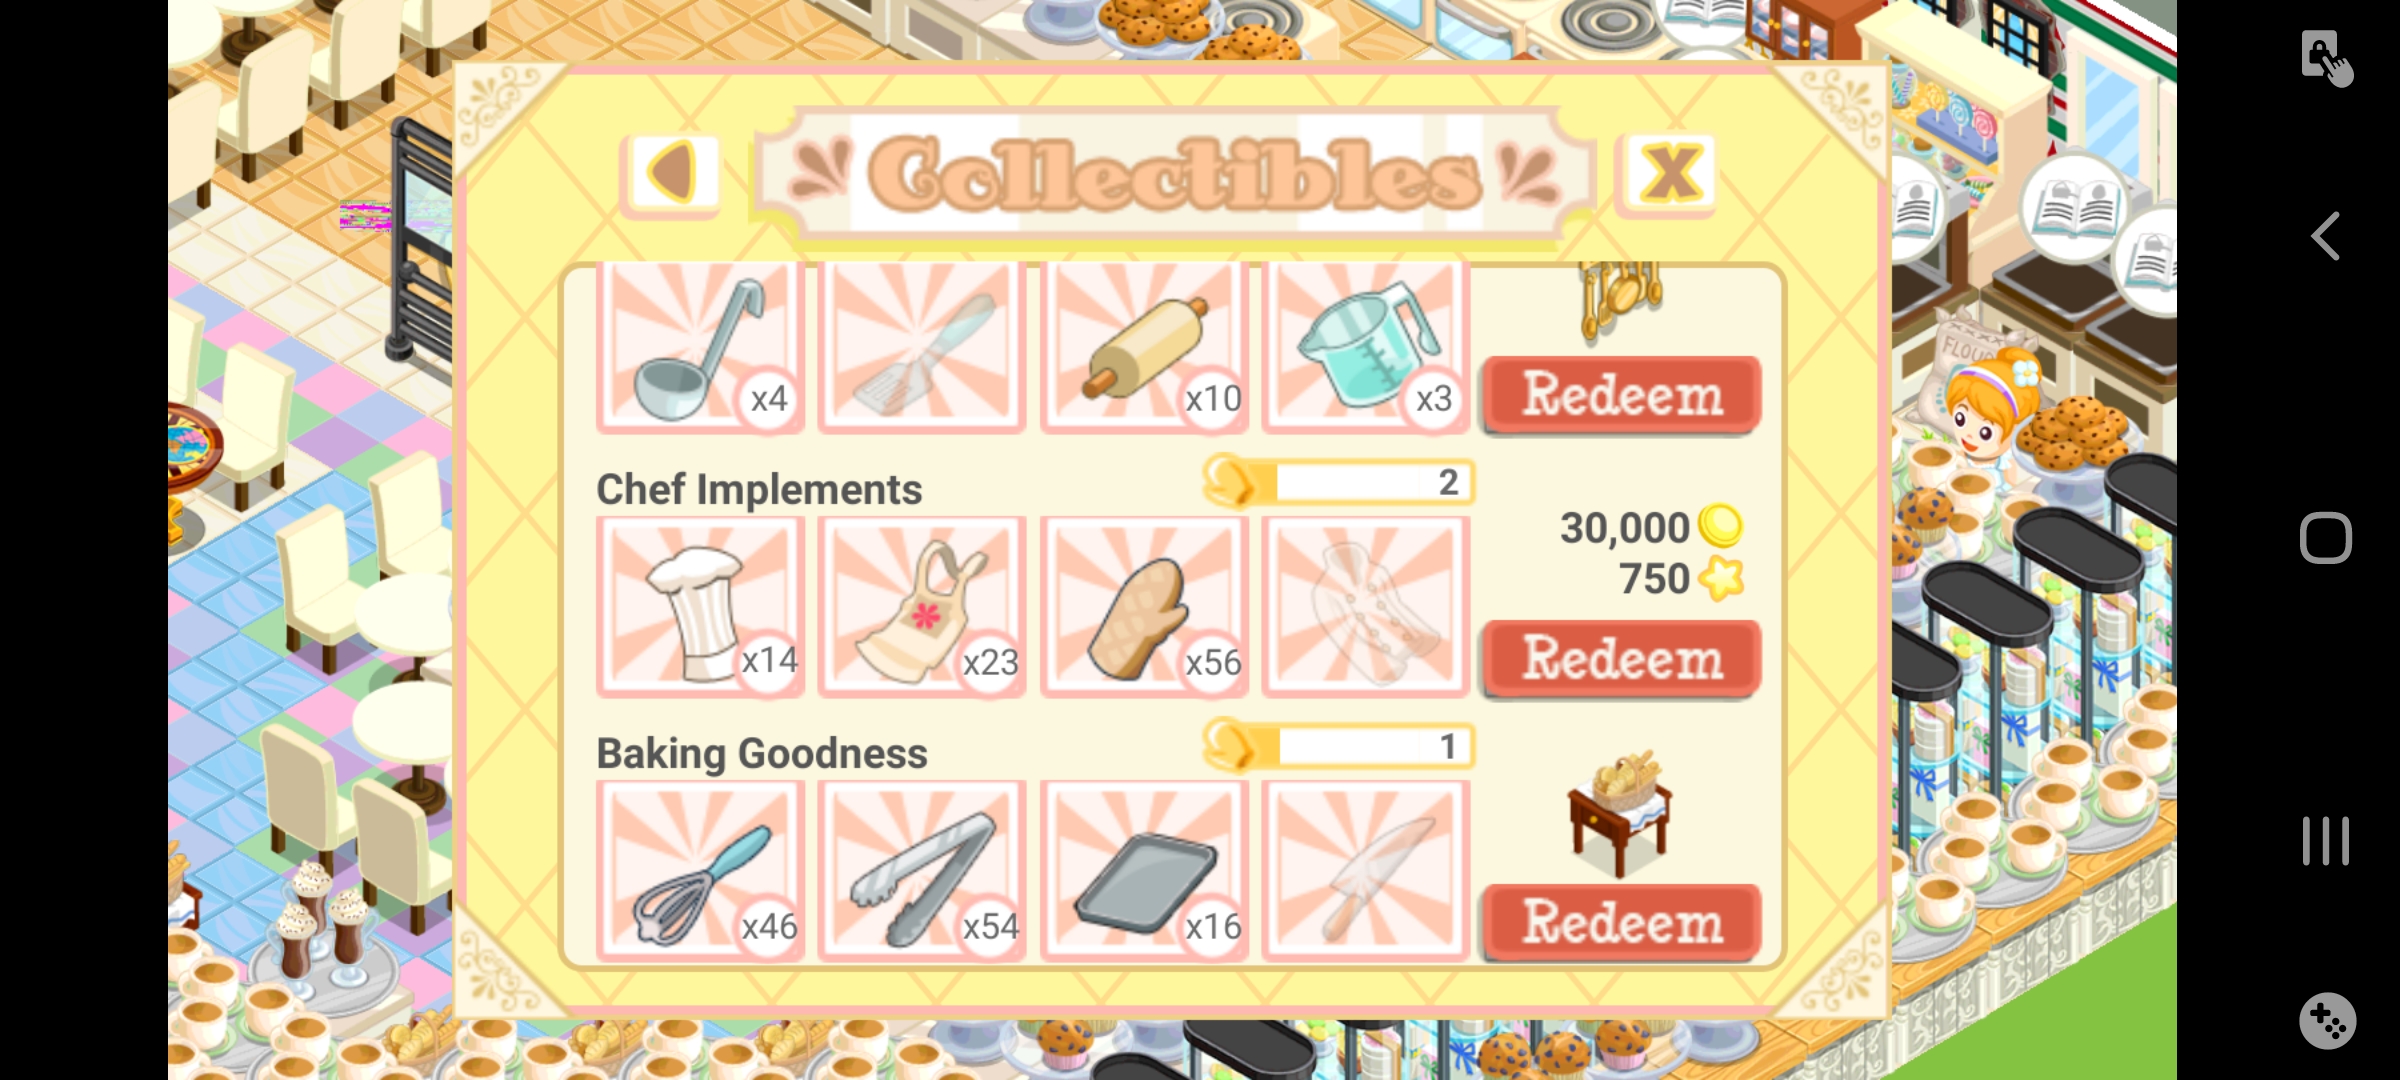 Collectibles
X
x4
x10
x3
Redeem
Chef Implements
2
30,000
750
x14
x23
x56
Redeem
Baking Goodness
1
x46
x54
x16
Redeem
FLOUR